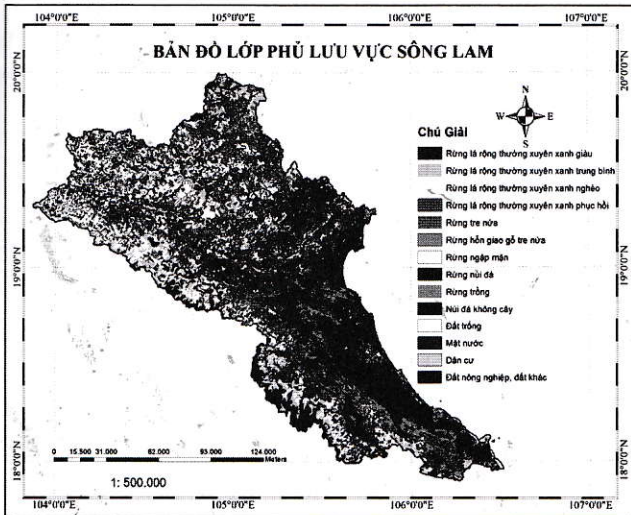 104°0'0"E 105°0'0"E 106°0'0"E 107°0'0"E
BẢN ĐỒ LỚP PHỦ LƯU VỰC SÔNG LAM
20°0'0"N 20°0'0"N
N
W E
S
Chú Giải
Rừng lá rộng thường xuyên xanh giàu
Rừng lá rộng thường xuyên xanh trung bình
Rừng lá rộng thường xuyên xanh nghèo
Rừng lá rộng thường xuyên xanh phục hồi
Rừng tre nứa
Rừng hỗn giao gỗ tre nứa
Rừng ngập mặn
Rừng núi đá
Rừng trồng
Núi đá không cây
Đất trống
Mặt nước
Dân cư
Đất nông nghiệp, đất khác
19°0'0"N 19°0'0"N
18°0'0"N 18°0'0"N
0 15.500 31.000 62.000 93.000 124.000
Meters
1: 500.000
104°0'0"E 105°0'0"E 106°0'0"E 107°0'0"E